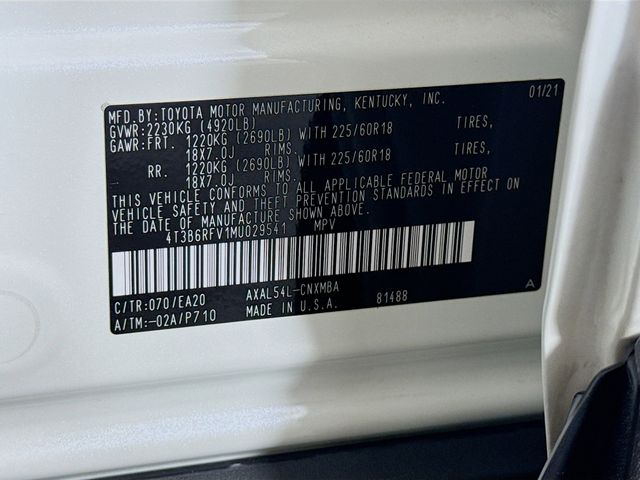 MFD.BY:TOYOTA MOTOR MANUFACTURING, KENTUCKY, INC. 01/21
GVWR:2230KG (4920LB)
GAWR:FRT. 1220KG (2690LB) WITH 225/60R18 TIRES,
18X7.0J RIMS.
RR. 1220KG (2690LB) WITH 225/60R18 TIRES,
18X7.0J RIMS.
THIS VEHICLE CONFORMS TO ALL APPLICABLE FEDERAL MOTOR
VEHICLE SAFETY AND THEFT PREVENTION STANDARDS IN EFFECT ON
THE DATE OF MANUFACTURE SHOWN ABOVE.
4T3B6RFV1MU029541 MPV
C/TR:070/EA20 AXAL54L-CNXMBA A
A/TM:-02A/P710 MADE IN U.S.A. 81488